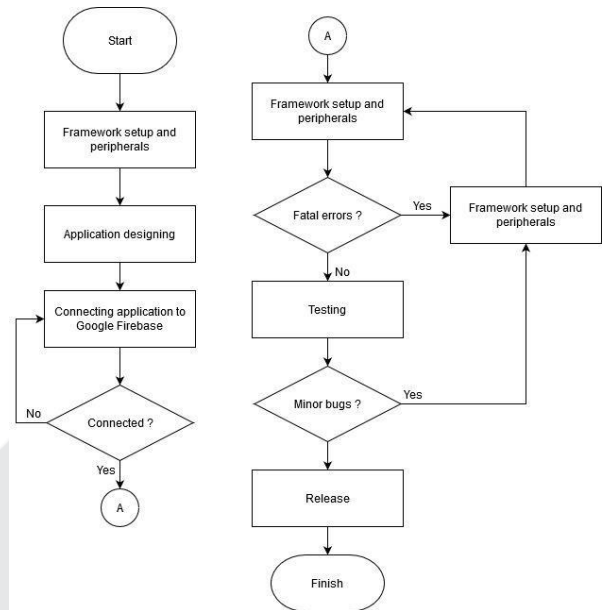 Start
Framework setup and
peripherals
Application designing
Connecting application to
Google Firebase
No
Connected ?
Yes
A
A
Framework setup and
peripherals
Fatal errors ?
Yes
Framework setup and
peripherals
No
Testing
Minor bugs ?
Yes
Release
Finish